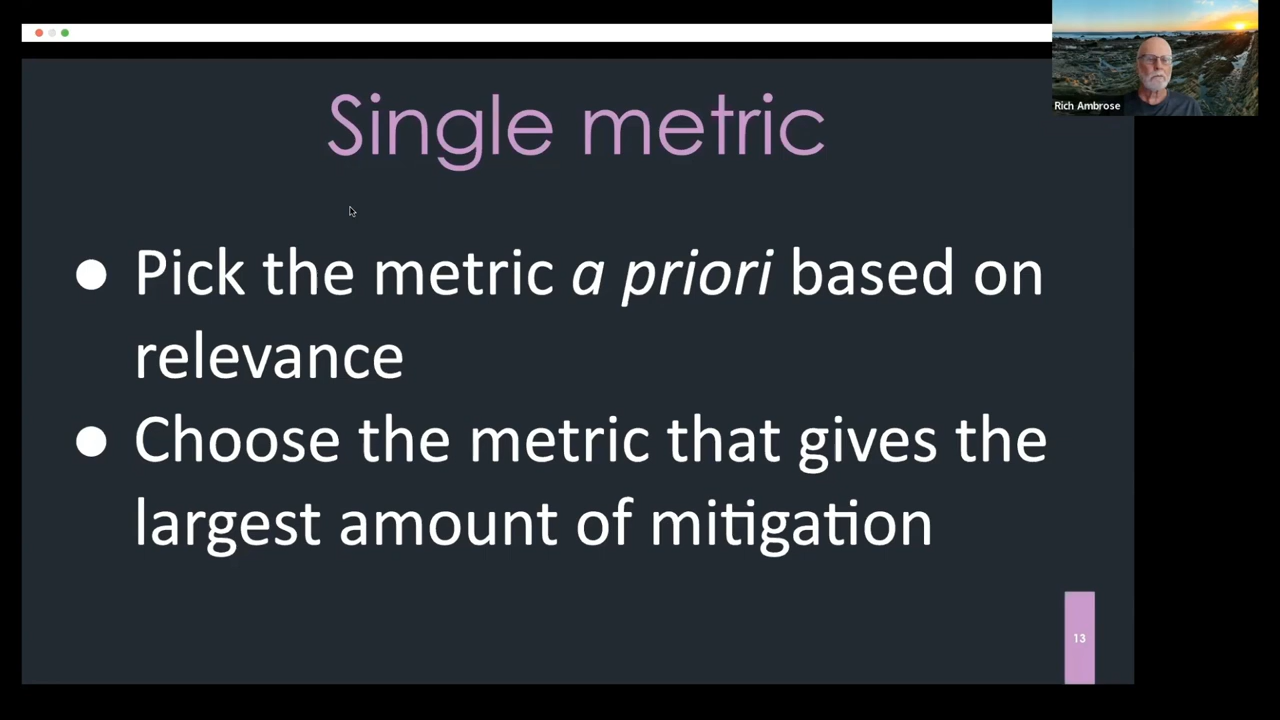 Rich Ambrose
Single metric
● Pick the metric a priori based on
relevance
● Choose the metric that gives the
largest amount of mitigation
13